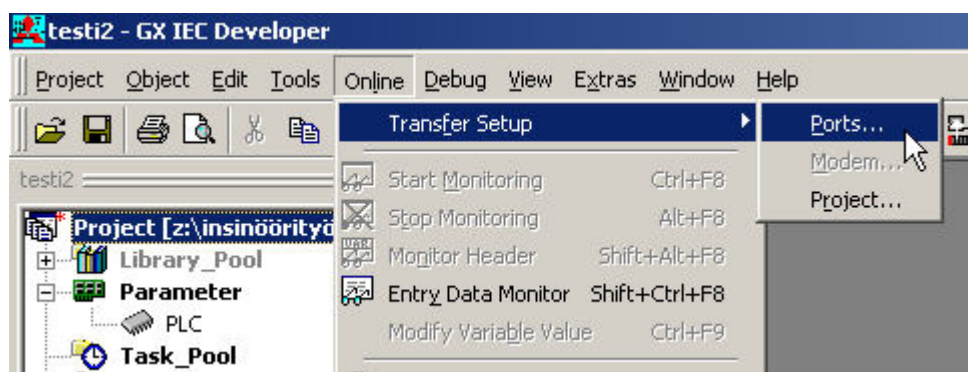 testi2 - GX IEC Developer
Project Object Edit Tools Online Debug View Extras Window Help
Transfer Setup
Ports...
Modem...
Project...
testi2
Start Monitoring Ctrl+F8
Stop Monitoring Alt+F8
Monitor Header Shift+Alt+F8
Entry Data Monitor Shift+Ctrl+F8
Modify Variable Value Ctrl+F9
Project [z:\insinöörityö
Library_Pool
Parameter
PLC
Task_Pool